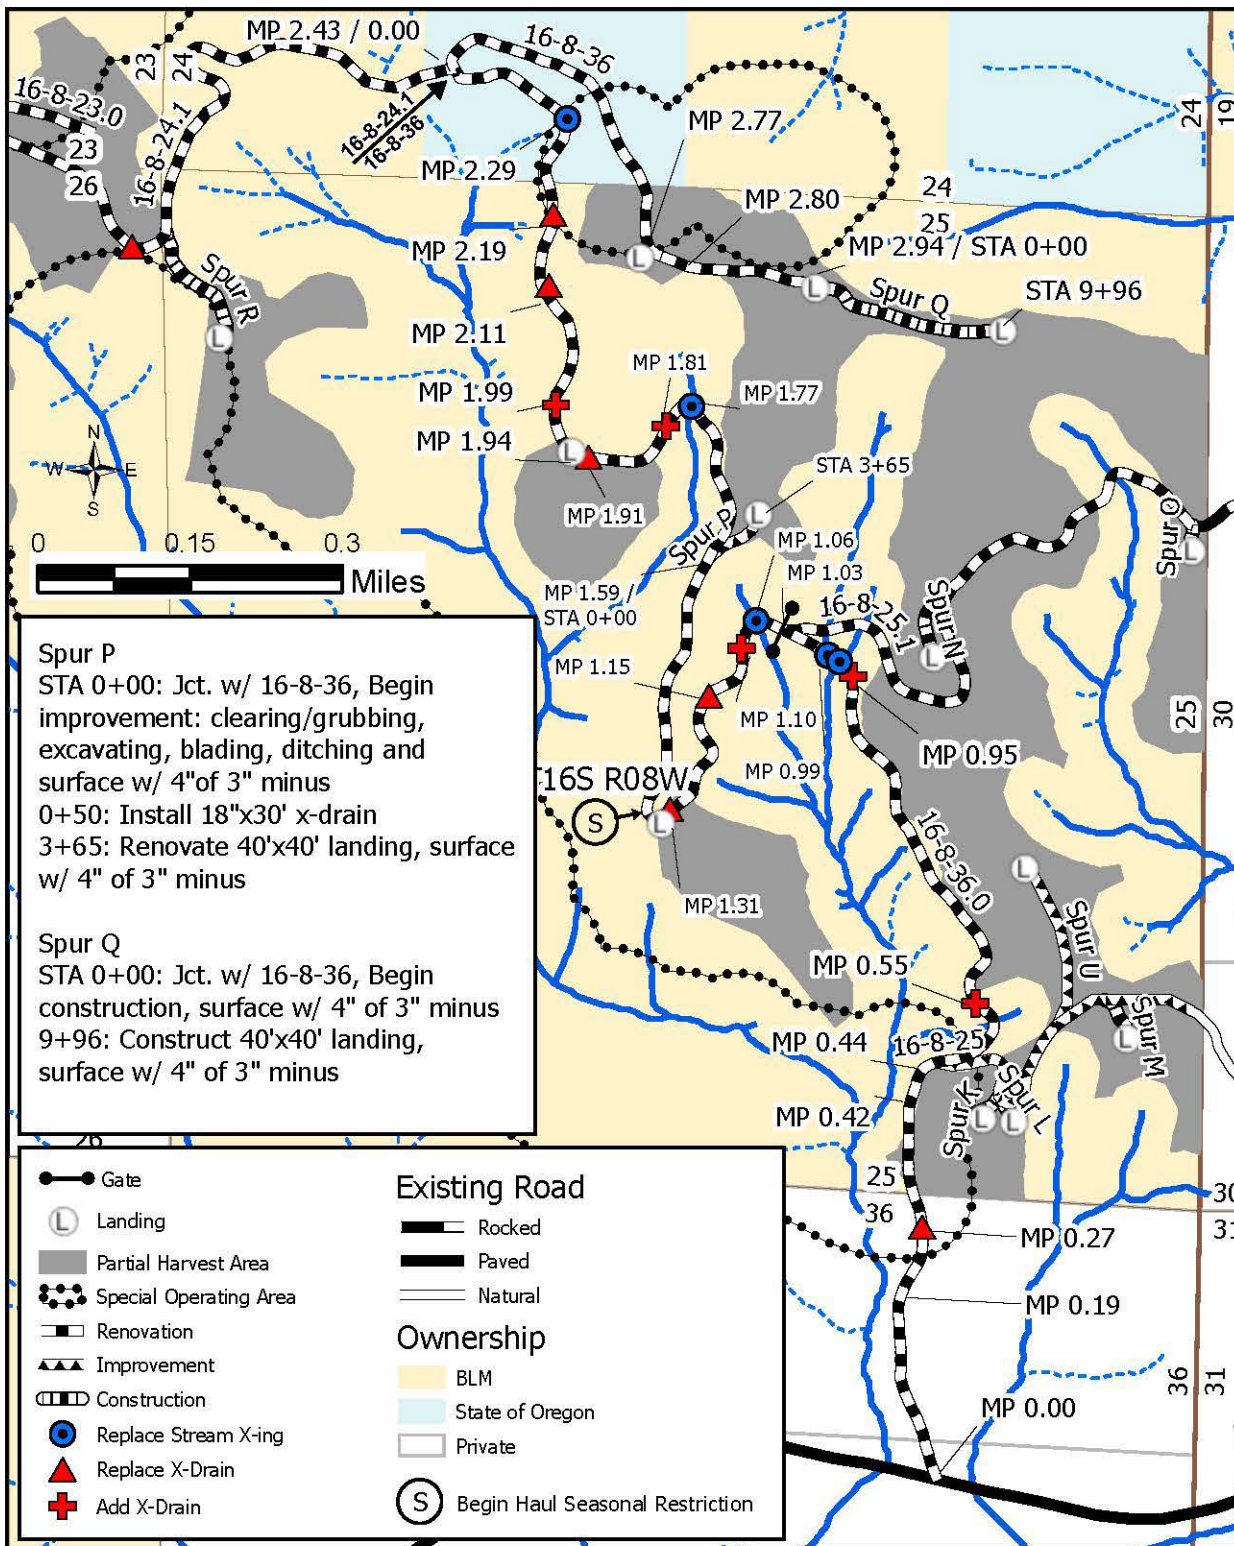 MP 2.43 / 0.00
16-8-36
23
24
16-8-23.0
23
26
16-8-24.1
16-8-24.1
16-8-36
MP 2.77
24
19
MP 2.29
MP 2.80
24
25
MP 2.19
MP 2.94 / STA 0+00
Spur R
L
L
L
Spur Q
STA 9+96
L
L
MP 2.11
MP 1.81
MP 1.99
MP 1.77
MP 1.94
L
N
W
E
S
STA 3+65
MP 1.91
L
Spur P
MP 1.06
MP 1.03
Spur O
L
0
0.15
0.3
Miles
MP 1.59 /
STA 0+00
16-8-25.1
Spur N
L
MP 1.15
MP 1.10
MP 0.99
MP 0.95
25
30
T16S R08W
S
L
MP 1.31
16-8-36.0
L
Spur U
MP 0.55
MP 0.44
16-8-25
Spur M
L
MP 0.42
Spur K
Spur L
L
L
25
36
30
31
MP 0.27
MP 0.19
36
31
MP 0.00
Spur P
STA 0+00: Jct. w/ 16-8-36, Begin
improvement: clearing/grubbing,
excavating, blading, ditching and
surface w/ 4"of 3" minus
0+50: Install 18"x30' x-drain
3+65: Renovate 40'x40' landing, surface
w/ 4" of 3" minus
Spur Q
STA 0+00: Jct. w/ 16-8-36, Begin
construction, surface w/ 4" of 3" minus
9+96: Construct 40'x40' landing,
surface w/ 4" of 3" minus
26
Gate
L Landing
Partial Harvest Area
Special Operating Area
Renovation
Improvement
Construction
Replace Stream X-ing
Replace X-Drain
Add X-Drain
Existing Road
Rocked
Paved
Natural
Ownership
BLM
State of Oregon
Private
S Begin Haul Seasonal Restriction